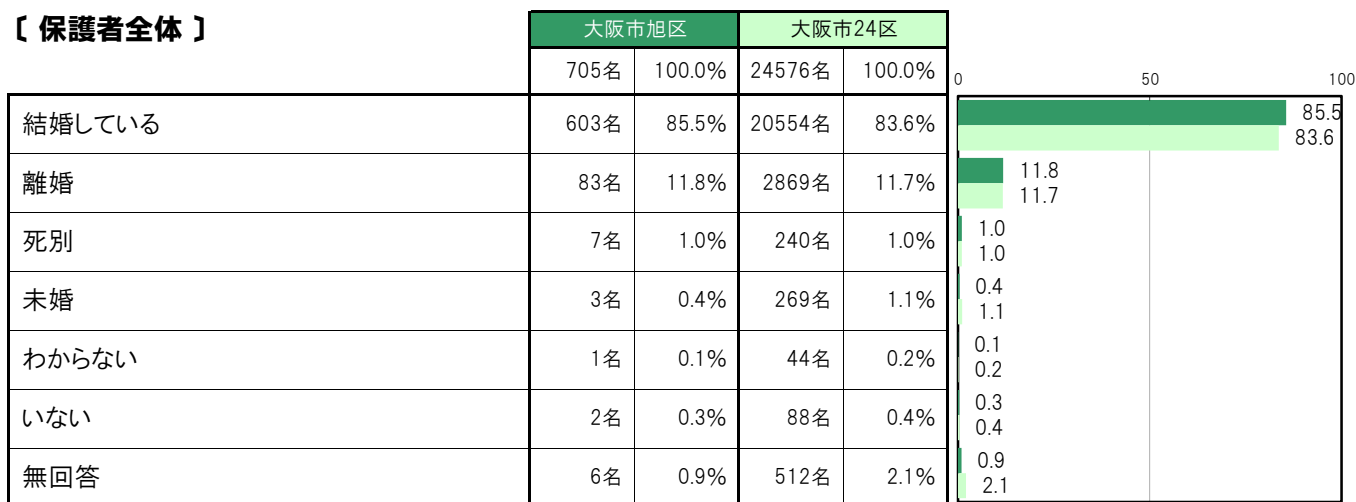 〔 保護者全体 〕
大阪市旭区 大阪市24区
705名 100.0% 24576名 100.0%
0 50 100
結婚している 603名 85.5% 20554名 83.6%
85.5
83.6
離婚 83名 11.8% 2869名 11.7%
11.8
11.7
死別 7名 1.0% 240名 1.0%
1.0
1.0
未婚 3名 0.4% 269名 1.1%
0.4
1.1
わからない 1名 0.1% 44名 0.2%
0.1
0.2
いない 2名 0.3% 88名 0.4%
0.3
0.4
無回答 6名 0.9% 512名 2.1%
0.9
2.1